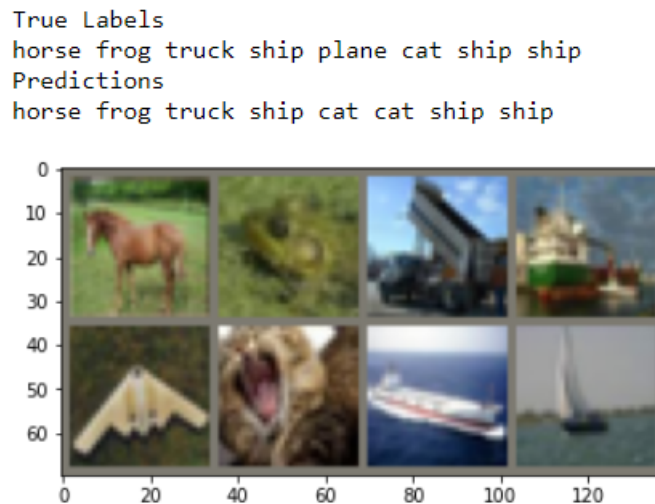 True Labels
horse frog truck ship plane cat ship ship
Predictions
horse frog truck ship cat cat ship ship
0
10
20
30
40
50
60
0 20 40 60 80 100 120